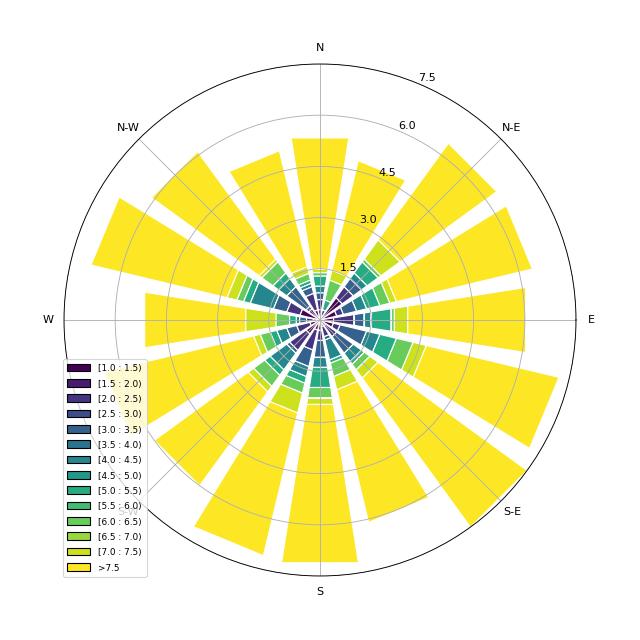 N
7.5
N-W
6.0
N-E
4.5
3.0
1.5
W
E
[1.0 : 1.5)
[1.5 : 2.0)
[2.0 : 2.5)
[2.5 : 3.0)
[3.0 : 3.5)
[3.5 : 4.0)
[4.0 : 4.5)
[4.5 : 5.0)
[5.0 : 5.5)
[5.5 : 6.0)
[6.0 : 6.5)
[6.5 : 7.0)
[7.0 : 7.5)
>7.5
S-W
S-E
S